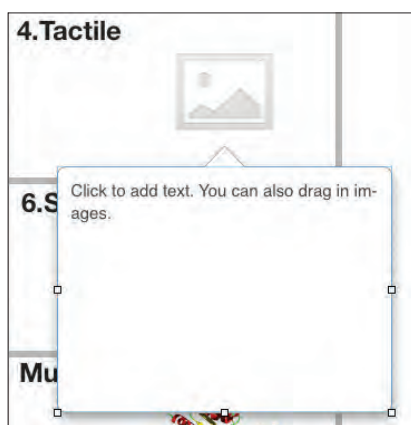 4.Tactile
Click to add text. You can also drag in im-
ages.
6.S
Mu